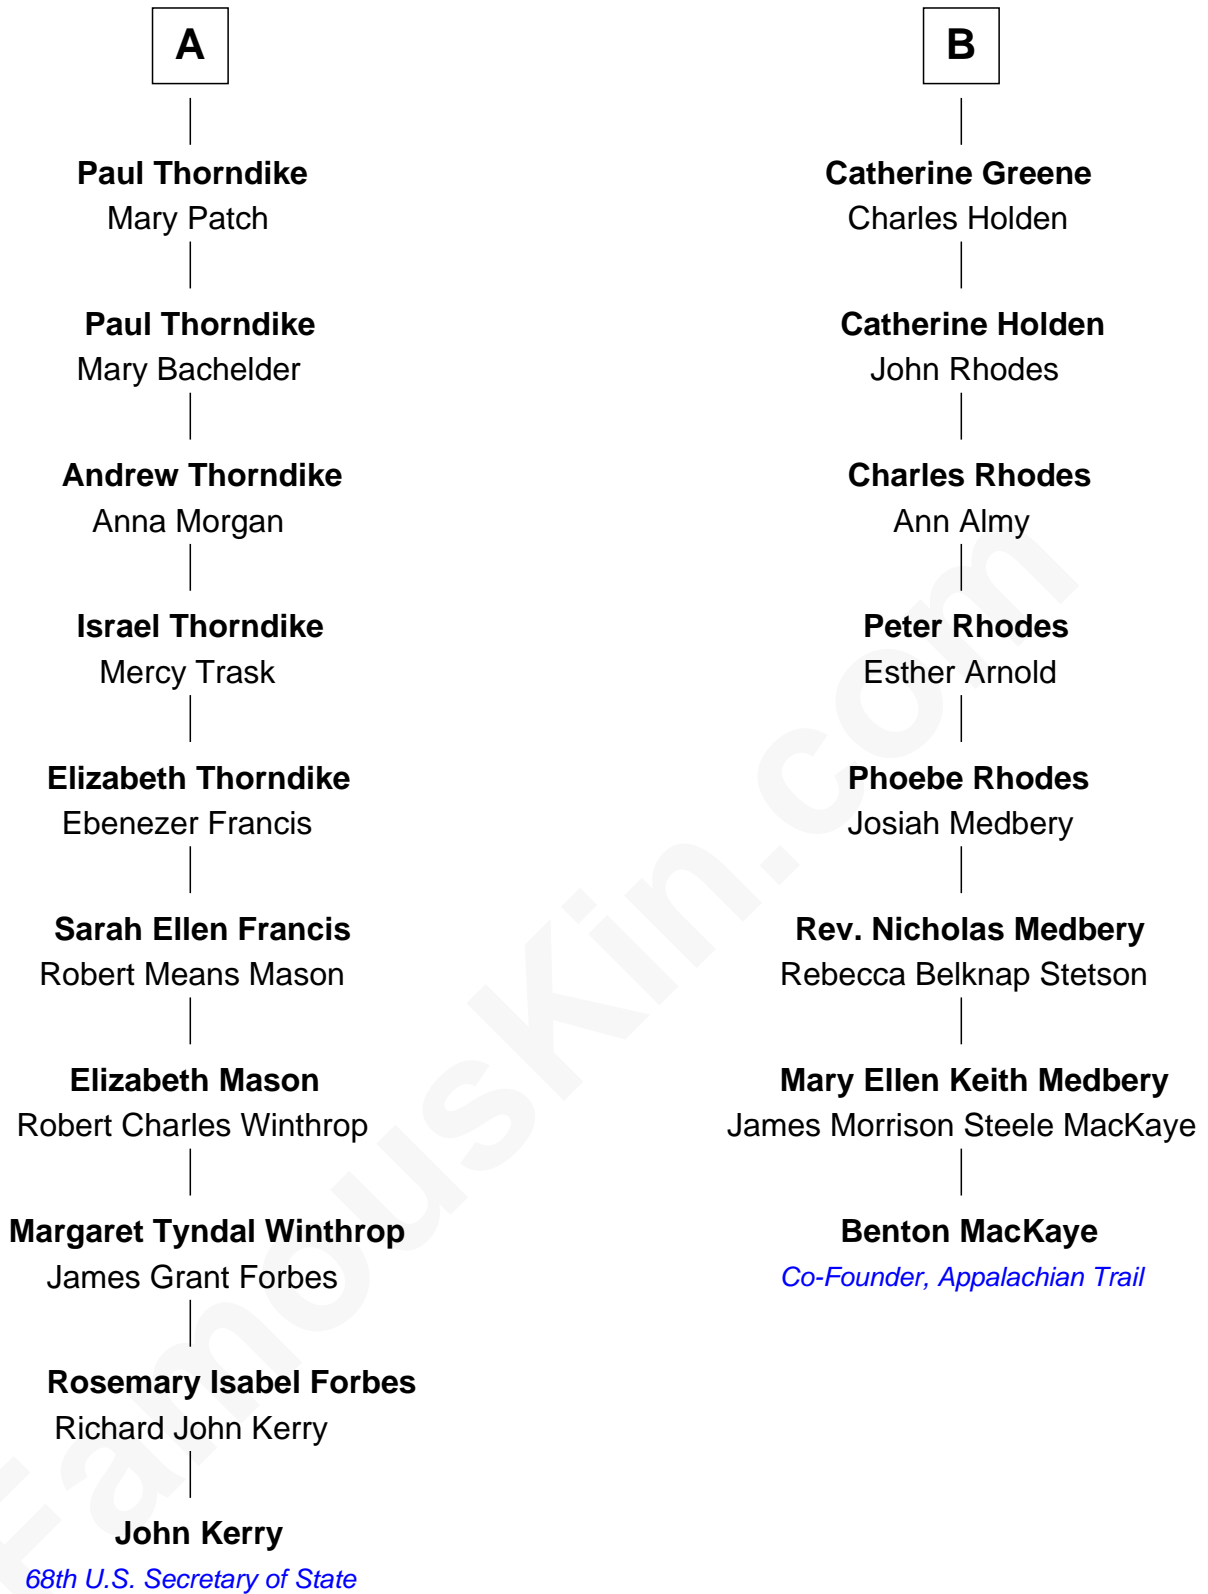 A
Paul Thorndike
Mary Patch
Paul Thorndike
Mary Bachelder
Andrew Thorndike
Anna Morgan
Israel Thorndike
Mercy Trask
Elizabeth Thorndike
Ebenezer Francis
Sarah Ellen Francis
Robert Means Mason
Elizabeth Mason
Robert Charles Winthrop
Margaret Tyndal Winthrop
James Grant Forbes
Rosemary Isabel Forbes
Richard John Kerry
John Kerry
68th U.S. Secretary of State
B
Catherine Greene
Charles Holden
Catherine Holden
John Rhodes
Charles Rhodes
Ann Almy
Peter Rhodes
Esther Arnold
Phoebe Rhodes
Josiah Medbery
Rev. Nicholas Medbery
Rebecca Belknap Stetson
Mary Ellen Keith Medbery
James Morrison Steele MacKaye
Benton MacKaye
Co-Founder, Appalachian Trail
FamousKin.com